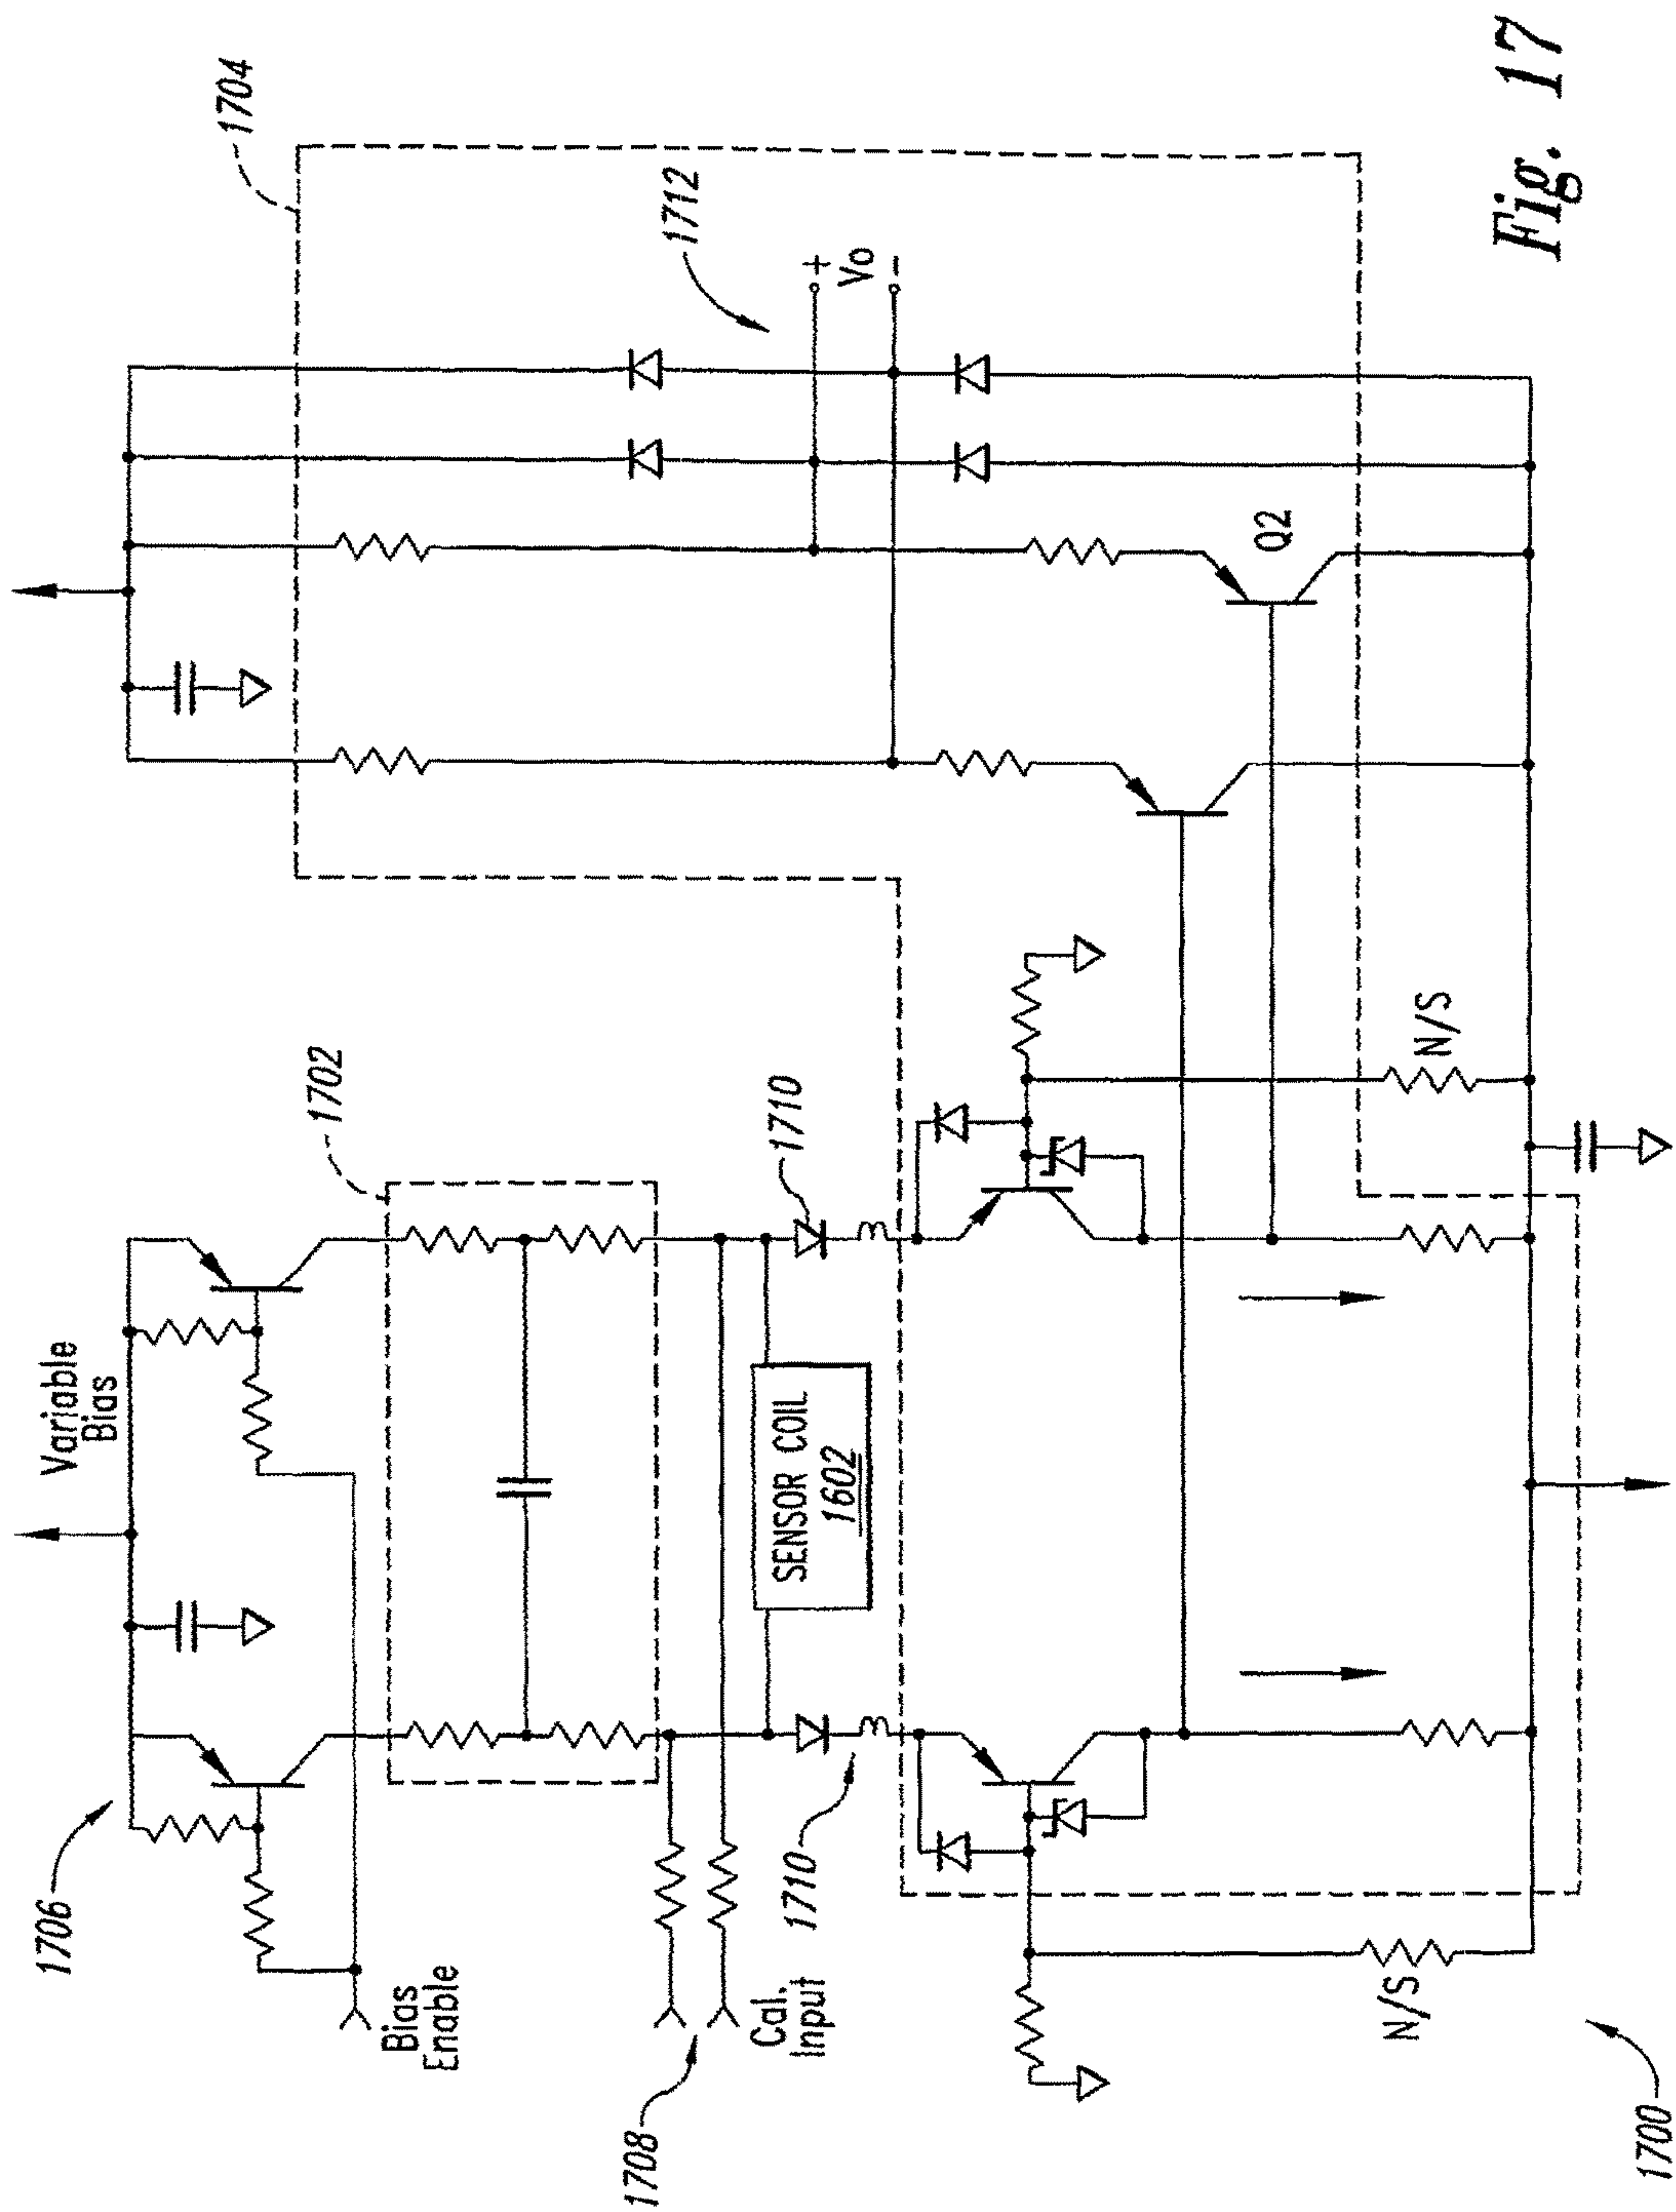 1706
Variable
Bias
1702
1704
Bias
Enable
1708
Cal.
Input
1710
SENSOR COIL
1602
1710
1712
+
Vo
−
Q2
N/S
N/S
1700
Fig. 17